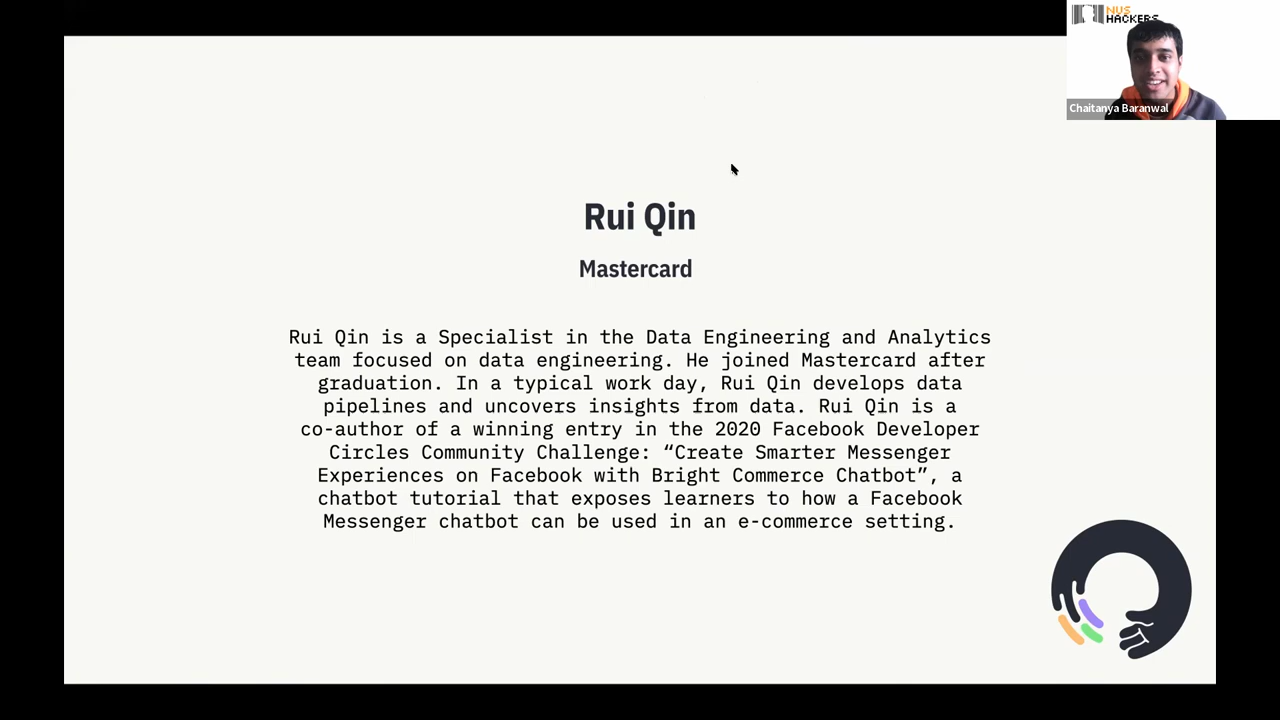 NUS
HACKERS
Chaitanya Baranwal
Rui Qin
Mastercard
Rui Qin is a Specialist in the Data Engineering and Analytics
team focused on data engineering. He joined Mastercard after
graduation. In a typical work day, Rui Qin develops data
pipelines and uncovers insights from data. Rui Qin is a
co-author of a winning entry in the 2020 Facebook Developer
Circles Community Challenge: “Create Smarter Messenger
Experiences on Facebook with Bright Commerce Chatbot”, a
chatbot tutorial that exposes learners to how a Facebook
Messenger chatbot can be used in an e-commerce setting.